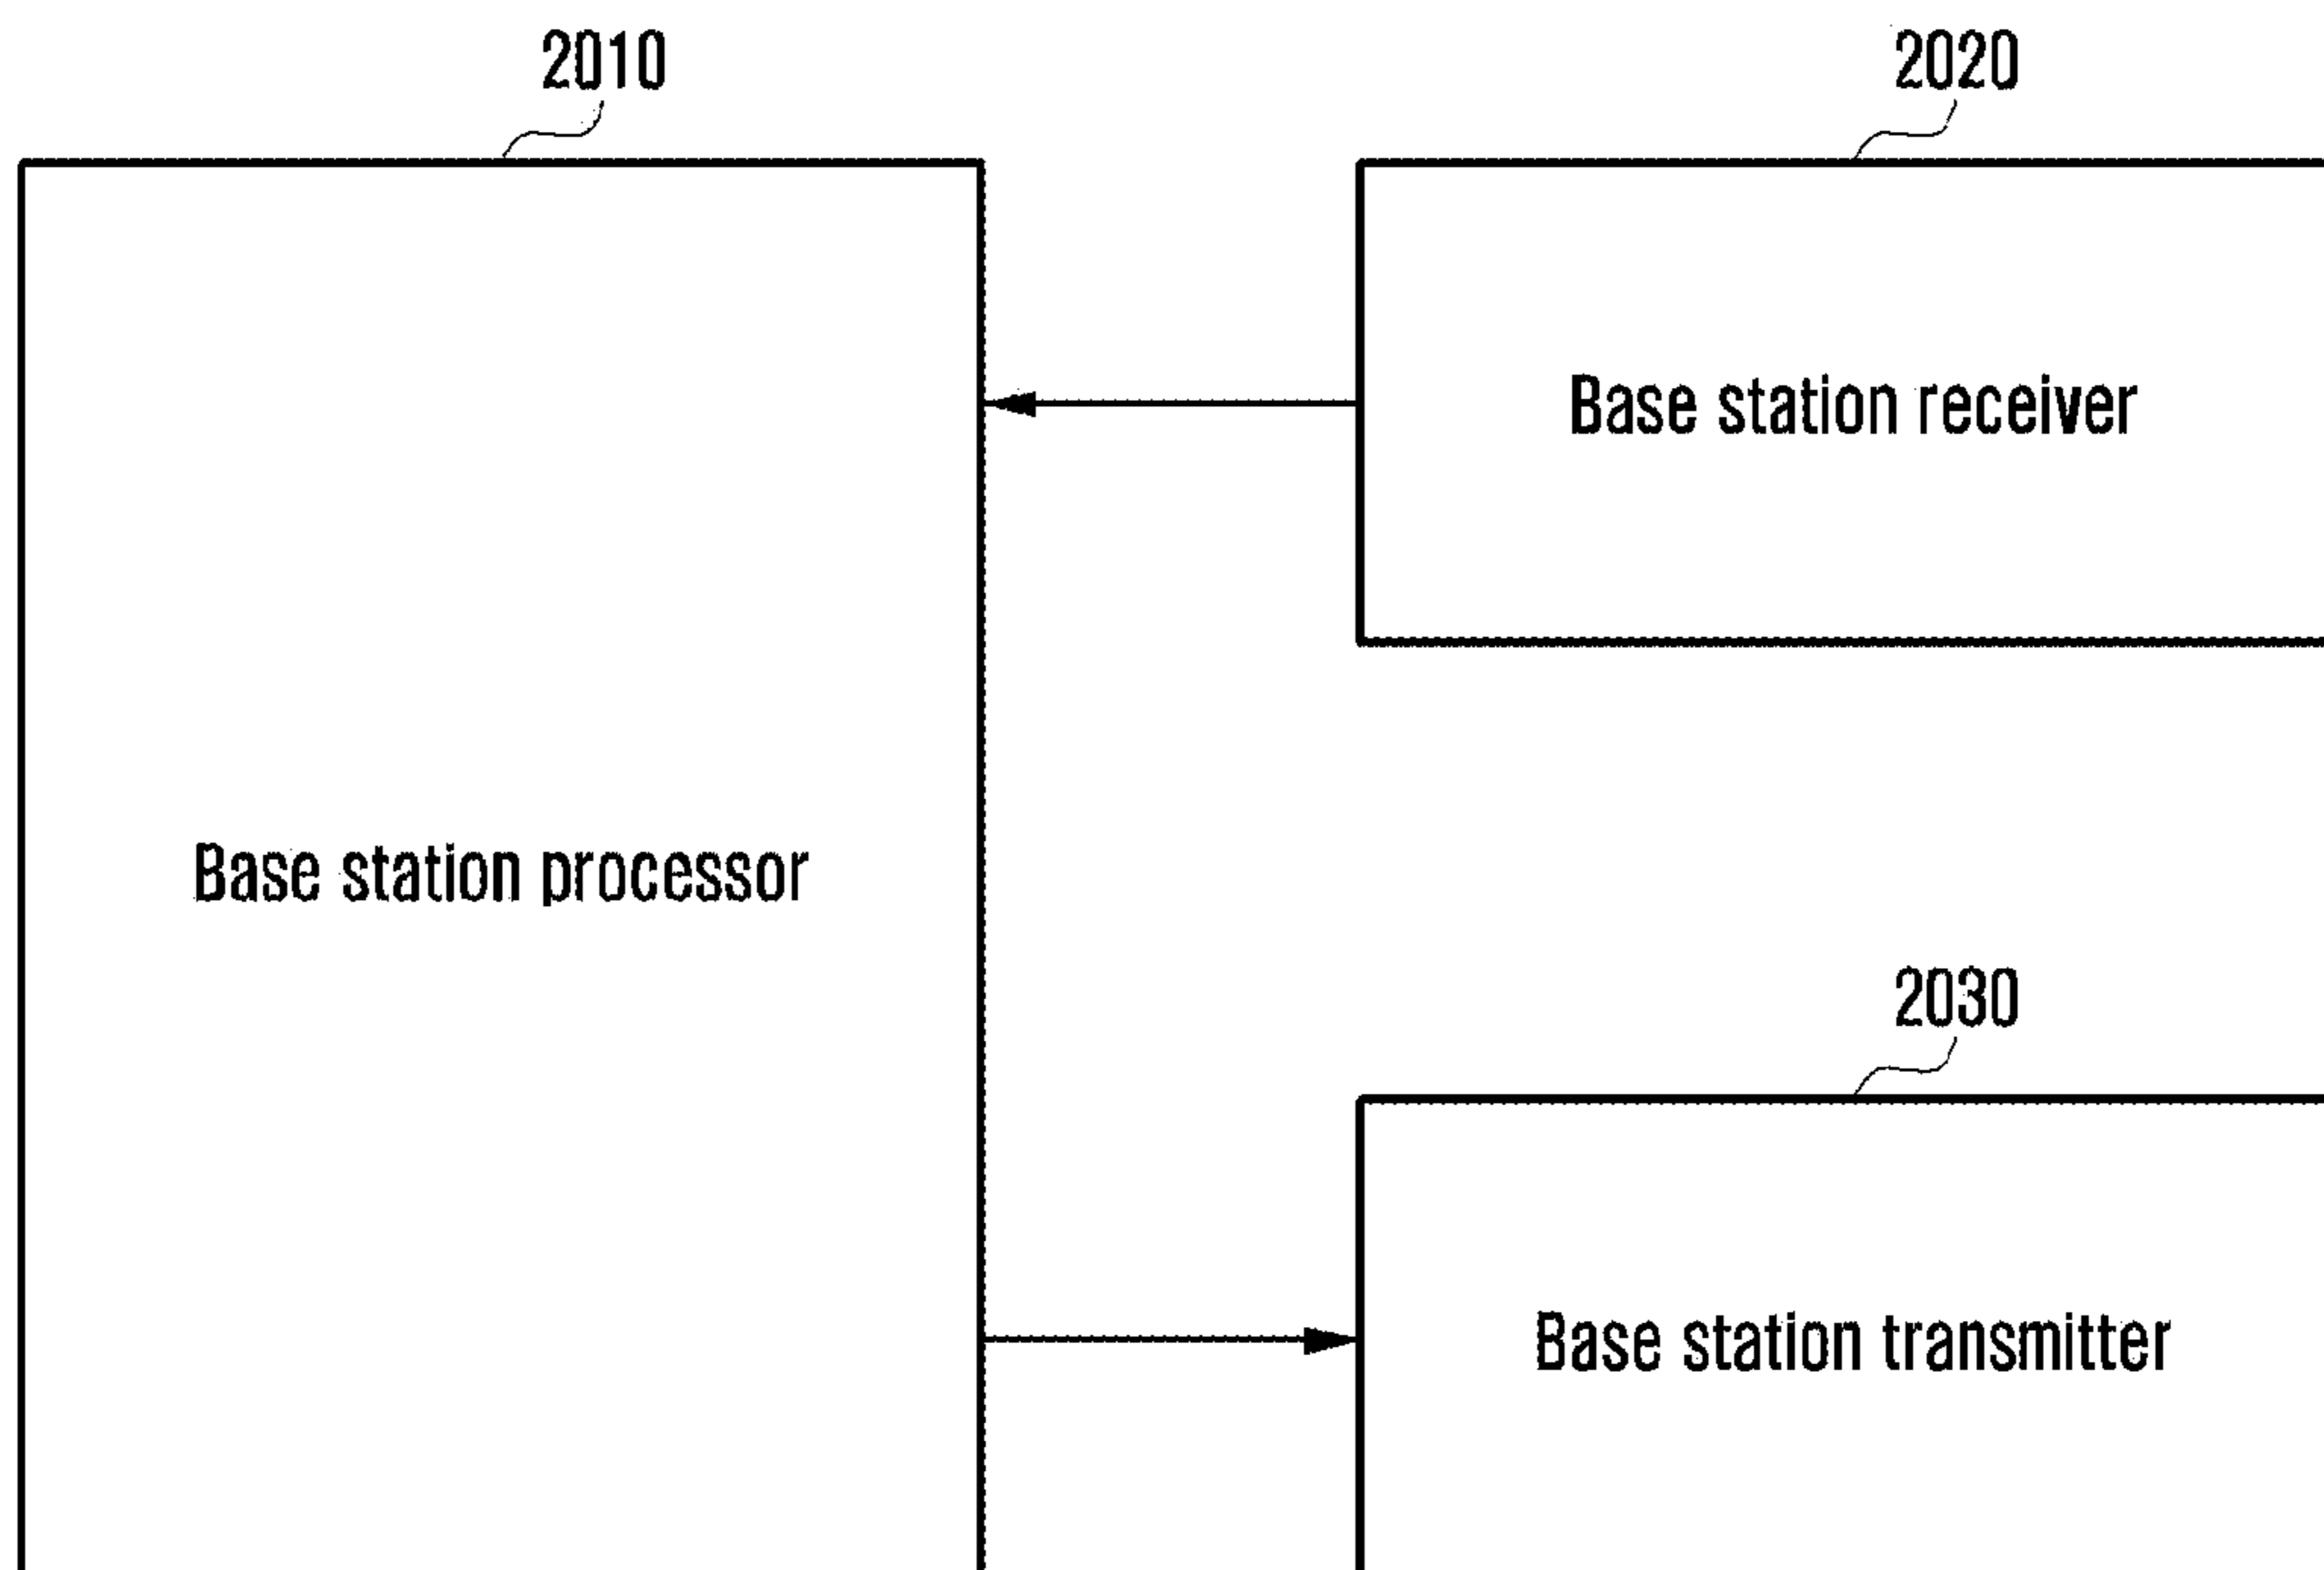 2010
2020
Base station receiver
Base station processor
2030
Base station transmitter